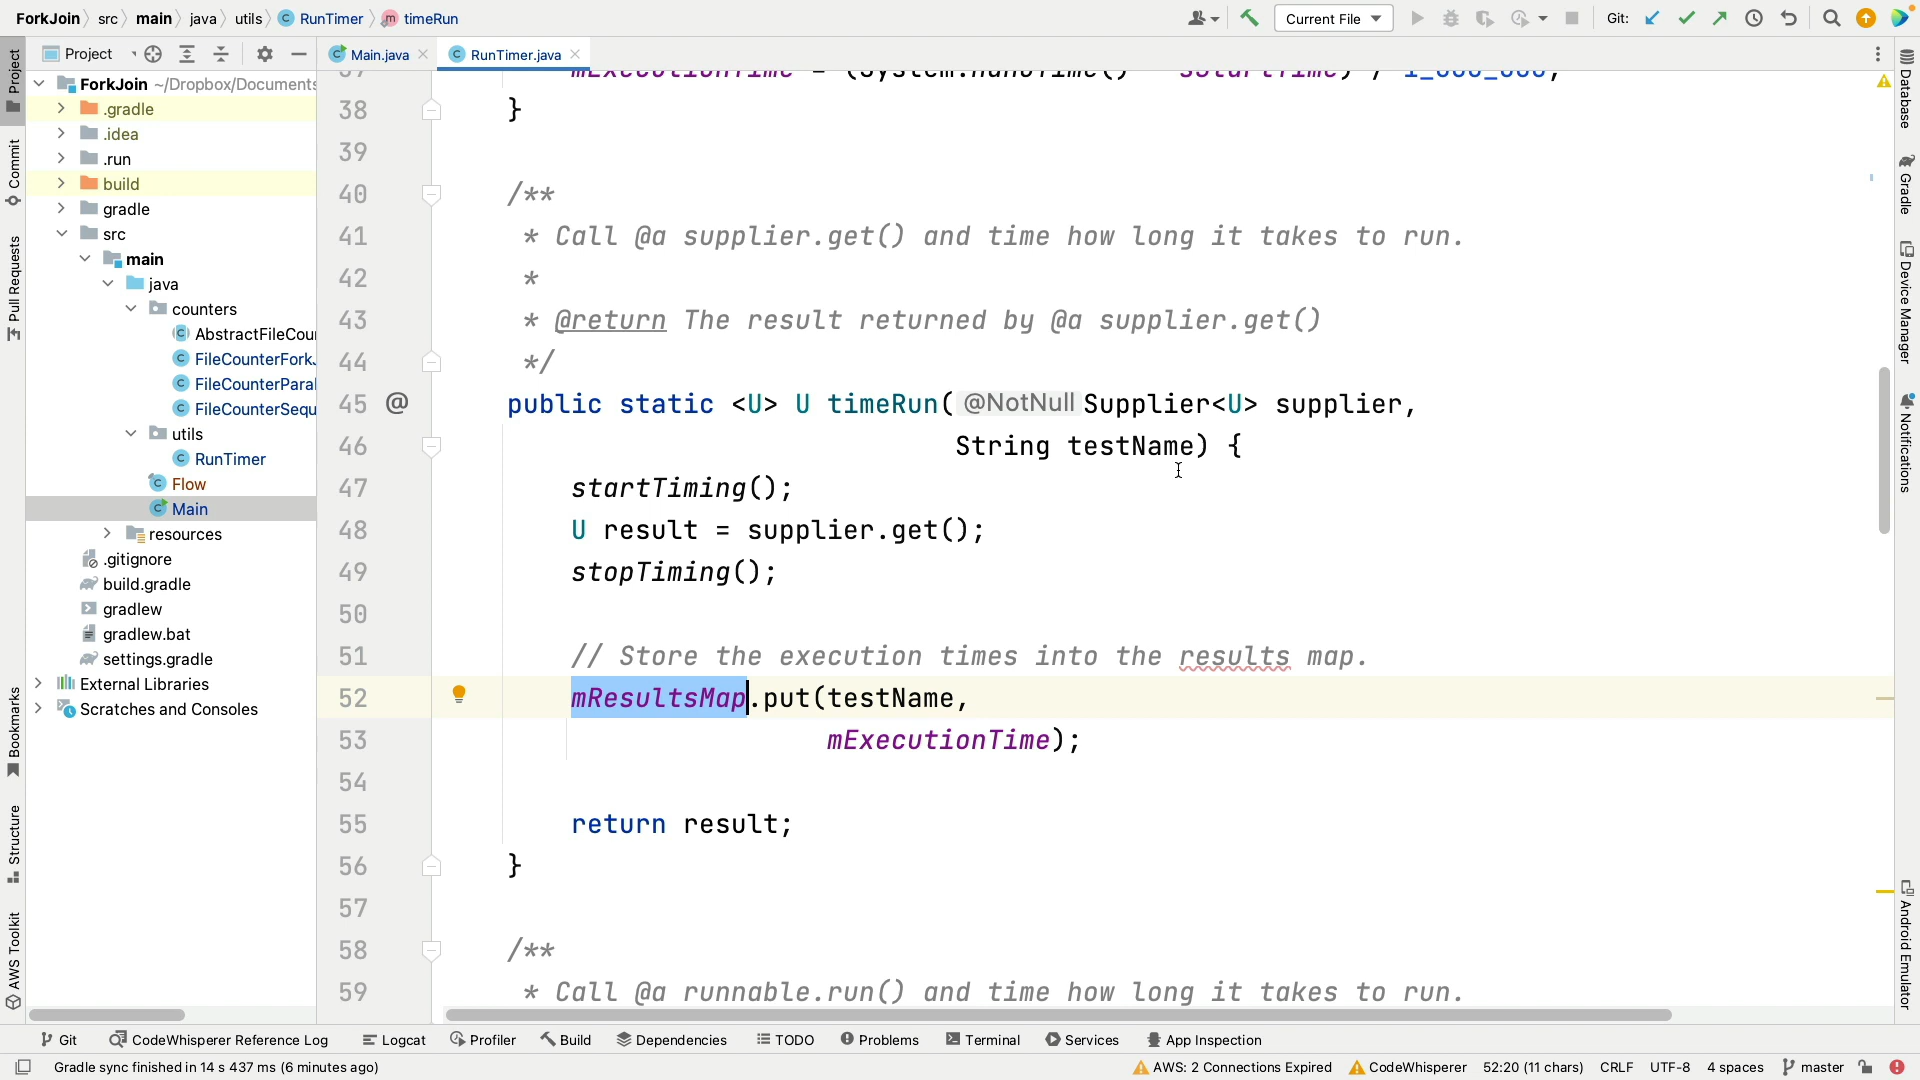 ForkJoin src main java utils RunTimer timeRun
Current File
Git:
Project
Main.java
RunTimer.java
ForkJoin ~/Dropbox/Documents
.gradle
.idea
.run
build
gradle
src
main
java
counters
AbstractFileCou
FileCounterFork
FileCounterParal
FileCounterSequ
utils
RunTimer
Flow
Main
resources
.gitignore
build.gradle
gradlew
gradlew.bat
settings.gradle
External Libraries
Scratches and Consoles
Project
Commit
Pull Requests
Bookmarks
Structure
AWS Toolkit
37 mExecutionTime = (System.nanoTime() - sStartTime) / 1_000_000;
38 }
39
40 /**
41 * Call @a supplier.get() and time how long it takes to run.
42 *
43 * @return The result returned by @a supplier.get()
44 */
45 @ public static <U> U timeRun( @NotNull Supplier<U> supplier,
46 String testName) {
47 startTiming();
48 U result = supplier.get();
49 stopTiming();
50
51 // Store the execution times into the results map.
52 mResultsMap.put(testName,
53 mExecutionTime);
54
55 return result;
56 }
57
58 /**
59 * Call @a runnable.run() and time how long it takes to run.
Database
Gradle
Device Manager
Notifications
Android Emulator
Git CodeWhisperer Reference Log Logcat Profiler Build Dependencies TODO Problems Terminal Services App Inspection
Gradle sync finished in 14 s 437 ms (6 minutes ago) AWS: 2 Connections Expired CodeWhisperer 52:20 (11 chars) CRLF UTF-8 4 spaces master